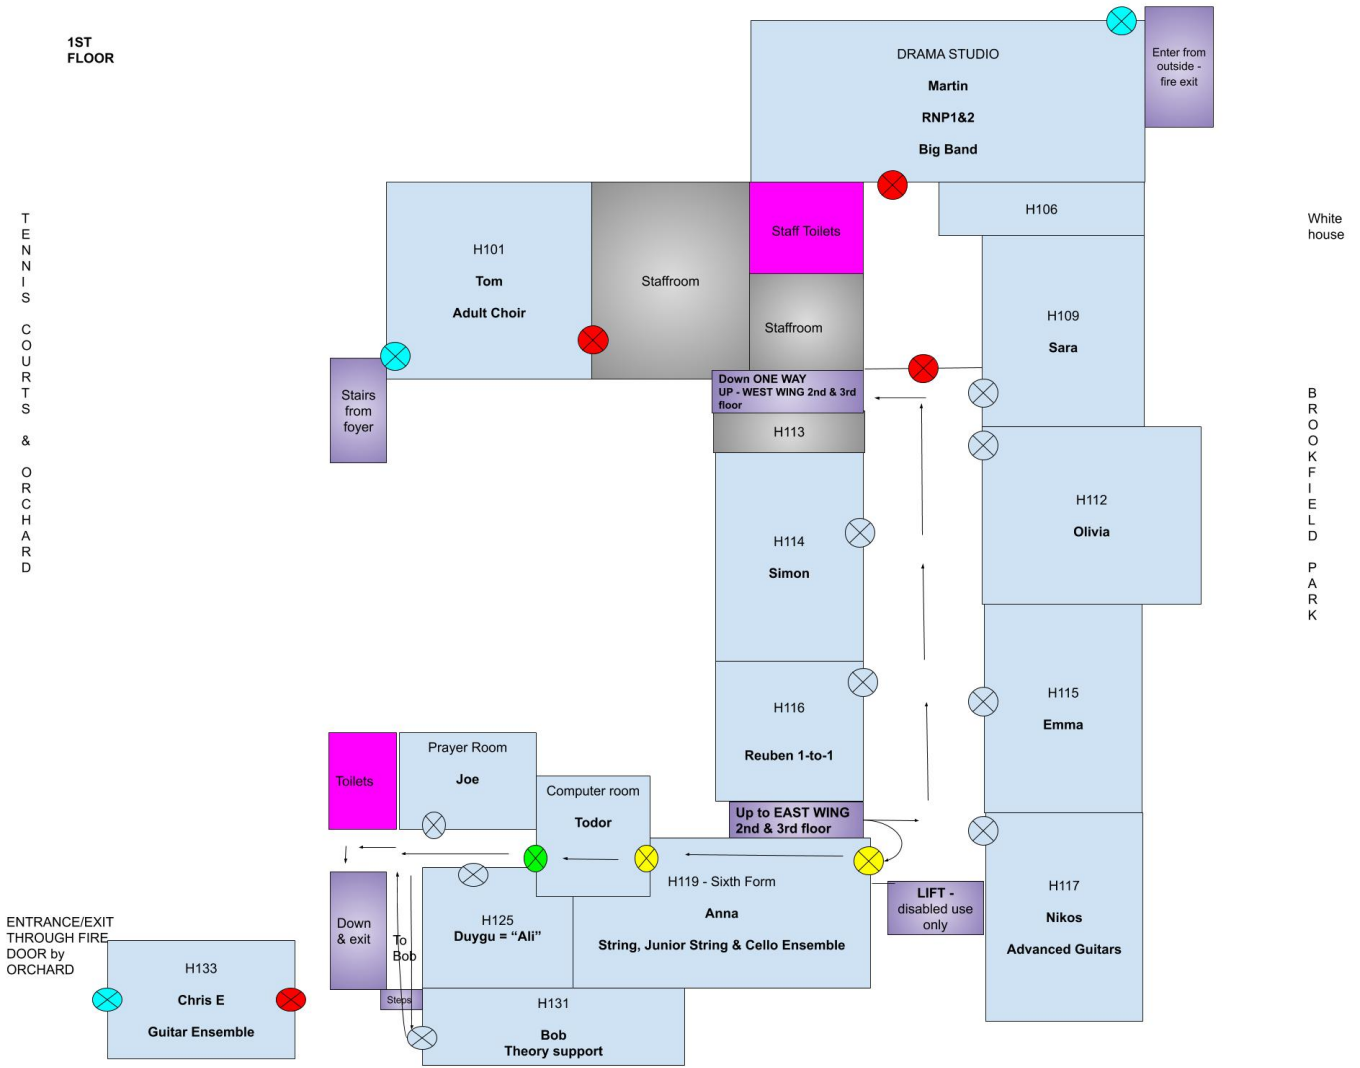 1ST
FLOOR
DRAMA STUDIO
Martin
RNP1&2
Big Band
Enter from
outside -
fire exit
H101
Tom
Adult Choir
Staffroom
Staff Toilets
Staffroom
H106
White
house
H109
Sara
TENNIS COURTS & ORCHARD
Stairs
from
foyer
Down ONE WAY
UP - WEST WING 2nd & 3rd
floor
H113
BROOKFIELD PARK
H112
Olivia
H114
Simon
H116
Reuben 1-to-1
H115
Emma
Toilets
Prayer Room
Joe
Computer room
Todor
Up to EAST WING
2nd & 3rd floor
H119 - Sixth Form
Anna
String, Junior String & Cello Ensemble
LIFT -
disabled use
only
H117
Nikos
Advanced Guitars
Down
& exit
To
Bob
H125
Duygu = “Ali”
ENTRANCE/EXIT
THROUGH FIRE
DOOR by
ORCHARD
H133
Chris E
Guitar Ensemble
Steps
H131
Bob
Theory support